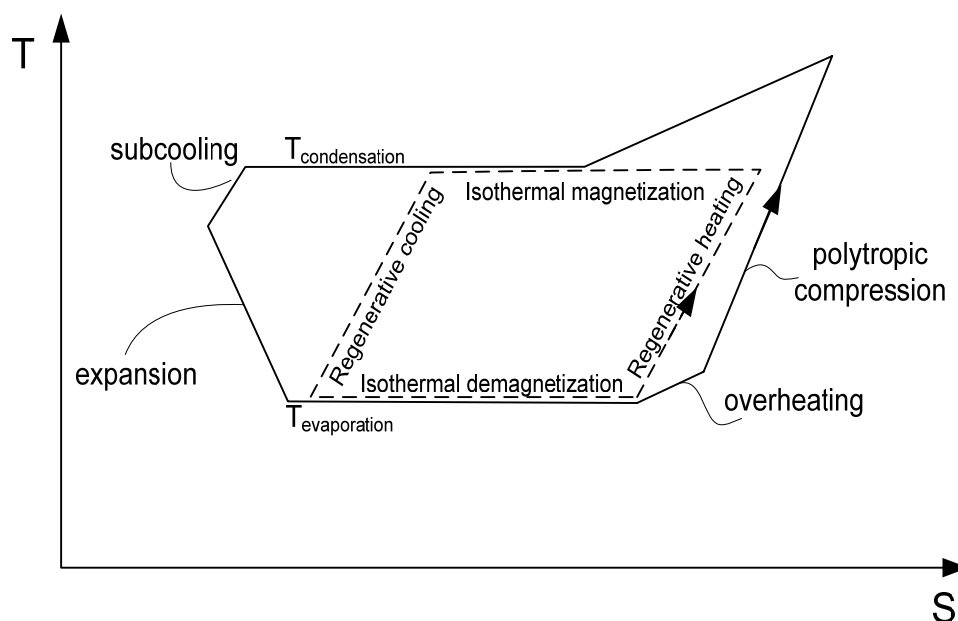 T
subcooling
Tcondensation
Isothermal magnetization
Regenerative cooling
Regenerative heating
polytropic
compression
expansion
Isothermal demagnetization
overheating
Tevaporation
S